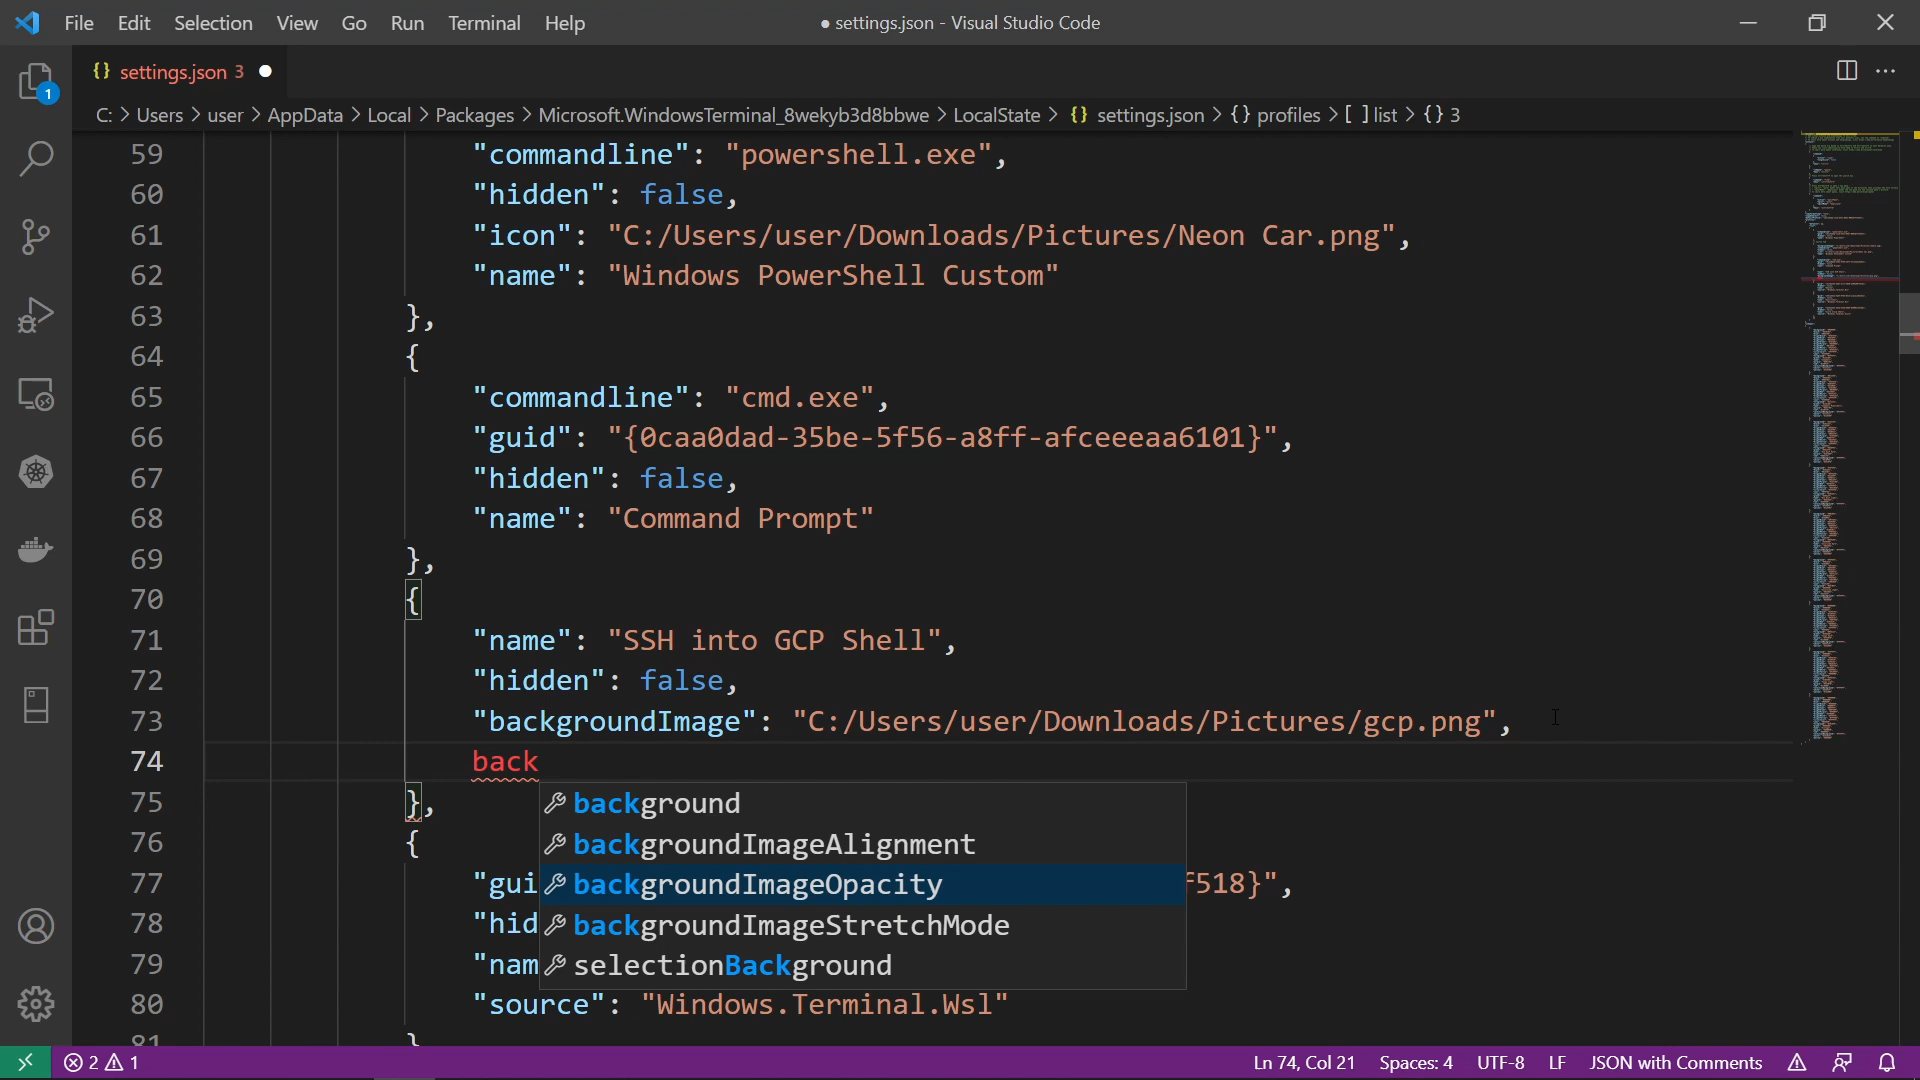 File Edit Selection View Go Run Terminal Help
● settings.json - Visual Studio Code
{} settings.json 3 ●
C: > Users > user > AppData > Local > Packages > Microsoft.WindowsTerminal_8wekyb3d8bbwe > LocalState > {} settings.json > {} profiles > [ ] list > {} 3
1
59 "commandline": "powershell.exe",
60 "hidden": false,
61 "icon": "C:/Users/user/Downloads/Pictures/Neon Car.png",
62 "name": "Windows PowerShell Custom"
63 },
64 {
65 "commandline": "cmd.exe",
66 "guid": "{0caa0dad-35be-5f56-a8ff-afceeeaa6101}",
67 "hidden": false,
68 "name": "Command Prompt"
69 },
70 {
71 "name": "SSH into GCP Shell",
72 "hidden": false,
73 "backgroundImage": "C:/Users/user/Downloads/Pictures/gcp.png",
74 back
75 },
background
76 {
backgroundImageAlignment
77 "gui
backgroundImageOpacity
f518}",
78 "hid
backgroundImageStretchMode
79 "nam
selectionBackground
80 "source": "Windows.Terminal.Wsl"
81 }
2 1
Ln 74, Col 21 Spaces: 4 UTF-8 LF JSON with Comments